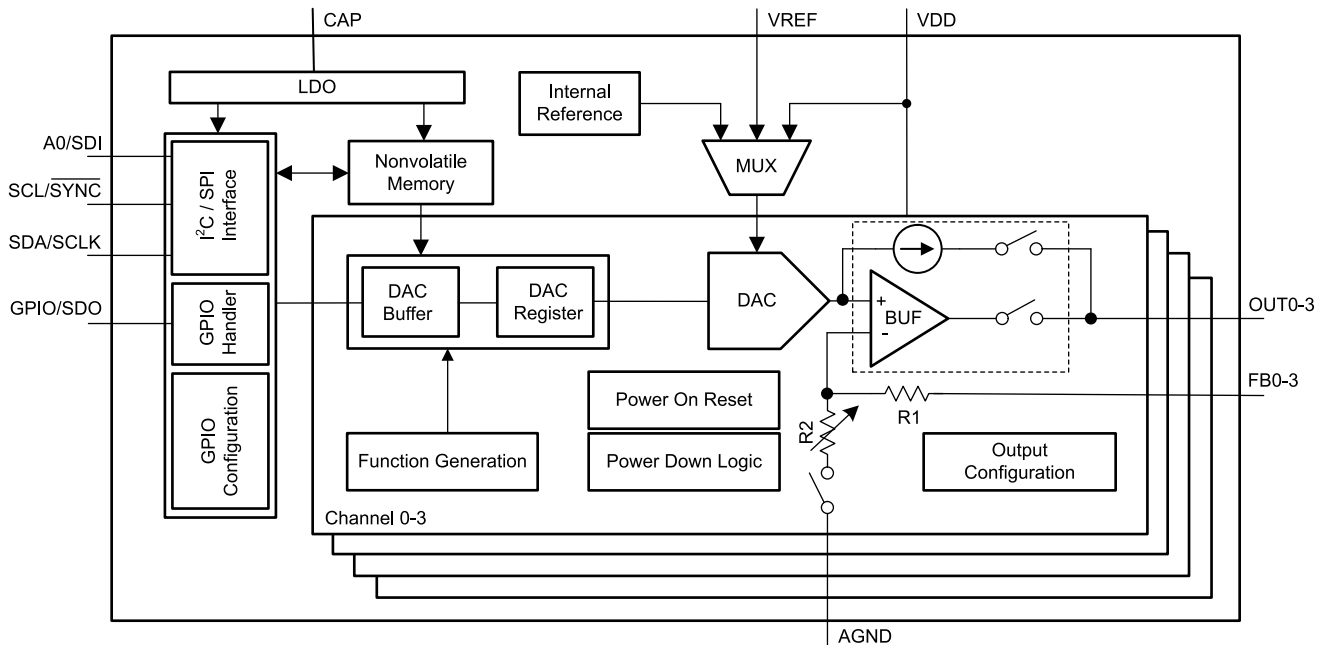 CAP
VREF
VDD
LDO
Internal
Reference
A0/SDI
SCL/SYNC
SDA/SCLK
GPIO/SDO
I2C / SPI
Interface
GPIO
Handler
GPIO
Configuration
Nonvolatile
Memory
MUX
DAC
Buffer
DAC
Register
DAC
+
BUF
-
OUT0-3
FB0-3
R1
R2
Function Generation
Power On Reset
Power Down Logic
Output
Configuration
Channel 0-3
AGND